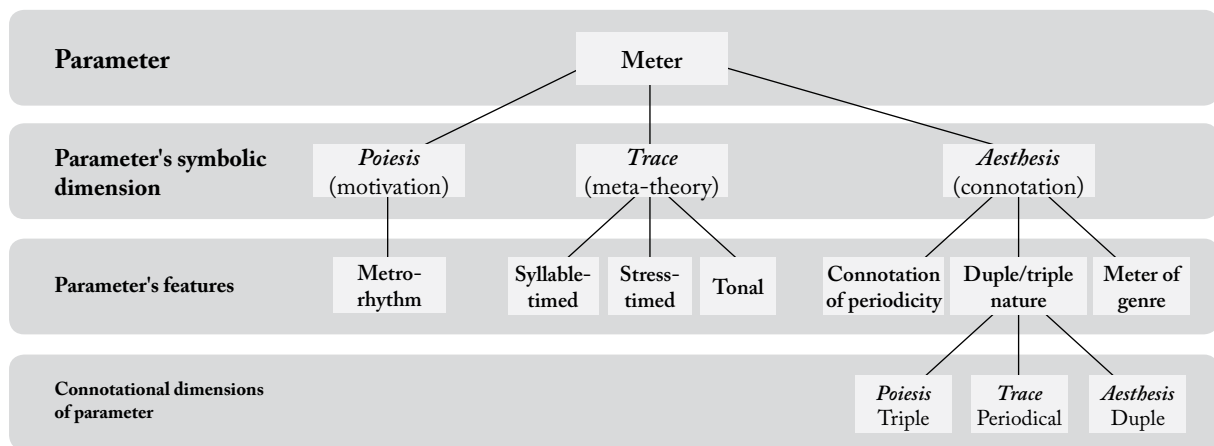 Parameter
Meter
Parameter's symbolic
dimension
Poiesis
(motivation)
Trace
(meta-theory)
Aesthesis
(connotation)
Parameter's features
Metro-
rhythm
Syllable-
timed
Stress-
timed
Tonal
Connotation
of periodicity
Duple/triple
nature
Meter of
genre
Connotational dimensions
of parameter
Poiesis
Triple
Trace
Periodical
Aesthesis
Duple